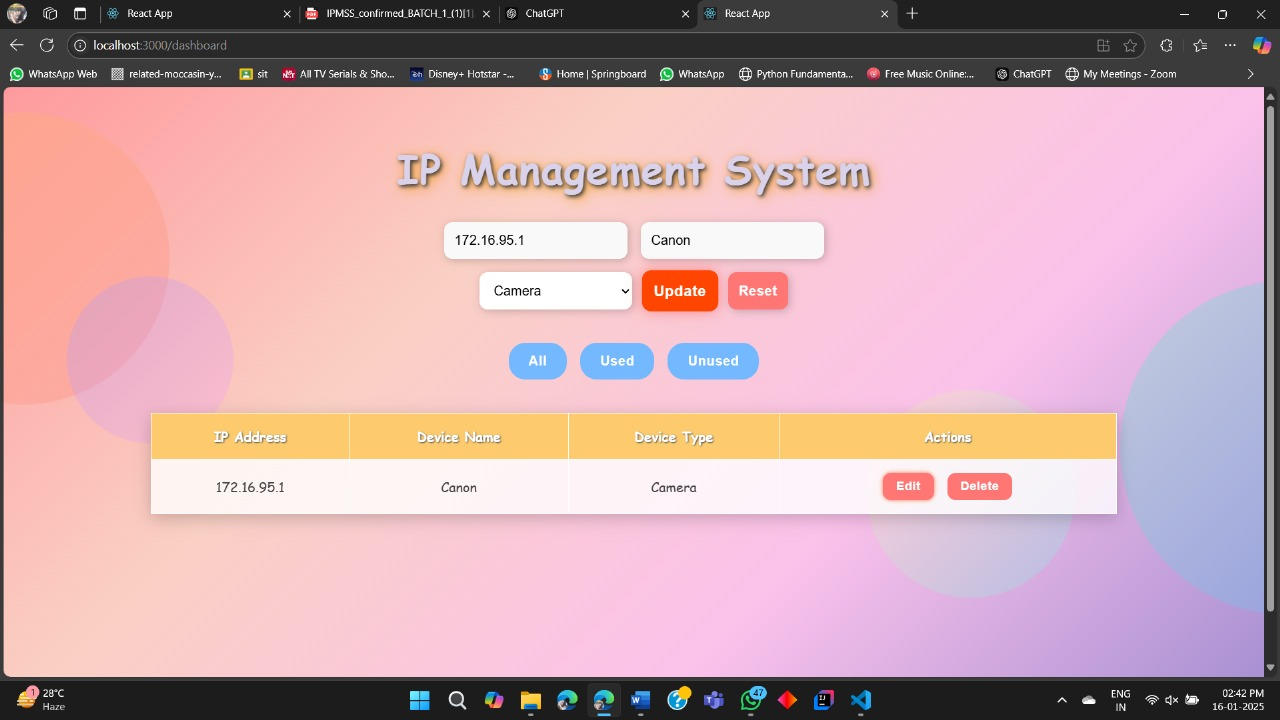 React App
IPMSS_confirmed_BATCH_1_(1)[1]
ChatGPT
React App
localhost:3000/dashboard
WhatsApp Web
related-moccasin-y...
sit
All TV Serials & Sho...
Disney+ Hotstar -...
Home | Springboard
WhatsApp
Python Fundamenta...
Free Music Online:...
ChatGPT
My Meetings - Zoom
IP Management System
172.16.95.1 Canon
Camera Update Reset
All Used Unused
IP Address Device Name Device Type Actions
172.16.95.1 Canon Camera Edit Delete
1
28°C
Haze
47
ENG
IN
02:42 PM
16-01-2025